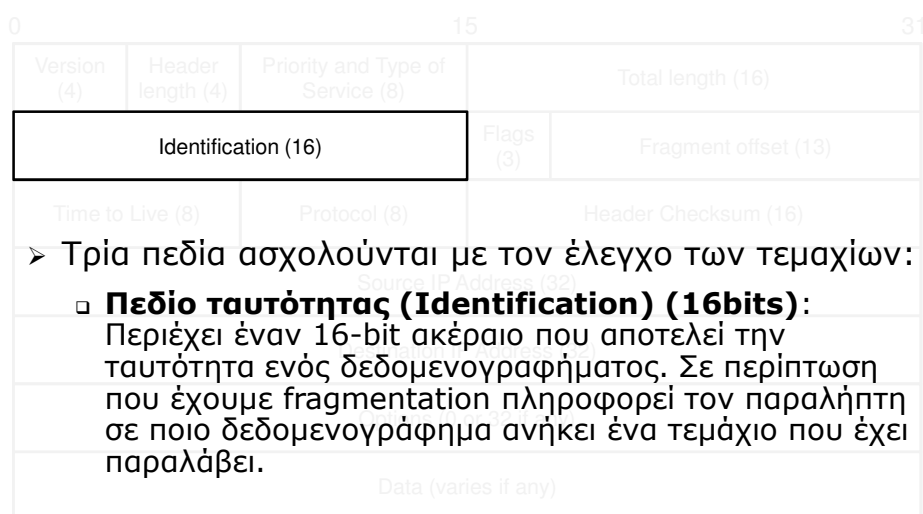 0 15 31
Version (4) Header length (4) Priority and Type of Service (8) Total length (16)
Identification (16) Flags (3) Fragment offset (13)
Time to Live (8) Protocol (8) Header Checksum (16)
➢ Τρία πεδία ασχολούνται με τον έλεγχο των τεμαχίων:
Source IP Address (32)
❑ Πεδίο ταυτότητας (Identification) (16bits):
Περιέχει έναν 16-bit ακέραιο που αποτελεί την
ταυτότητα ενός δεδομενογραφήματος. Σε περίπτωση
που έχουμε fragmentation πληροφορεί τον παραλήπτη
σε ποιο δεδομενογράφημα ανήκει ένα τεμάχιο που έχει
παραλάβει.
Data (varies if any)